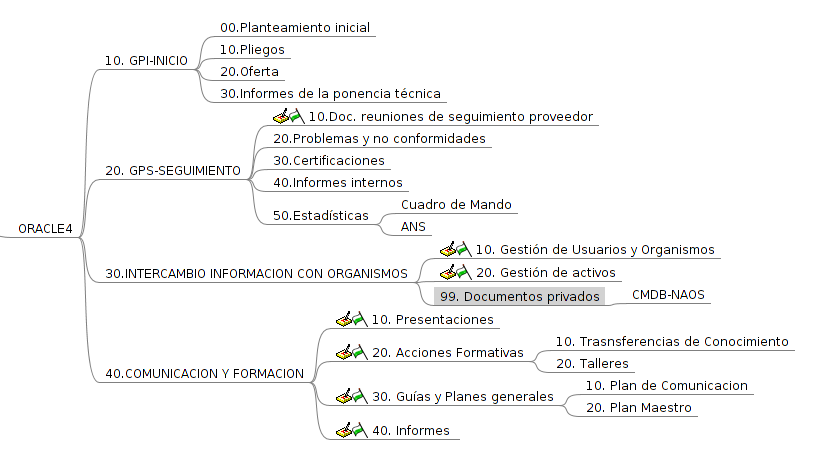 ORACLE4
10. GPI-INICIO
00.Planteamiento inicial
10.Pliegos
20.Oferta
30.Informes de la ponencia técnica
20. GPS-SEGUIMIENTO
10.Doc. reuniones de seguimiento proveedor
20.Problemas y no conformidades
30.Certificaciones
40.Informes internos
50.Estadísticas
Cuadro de Mando
ANS
30.INTERCAMBIO INFORMACION CON ORGANISMOS
10. Gestión de Usuarios y Organismos
20. Gestión de activos
99. Documentos privados
CMDB-NAOS
40.COMUNICACION Y FORMACION
10. Presentaciones
20. Acciones Formativas
10. Trasnsferencias de Conocimiento
20. Talleres
30. Guías y Planes generales
10. Plan de Comunicacion
20. Plan Maestro
40. Informes